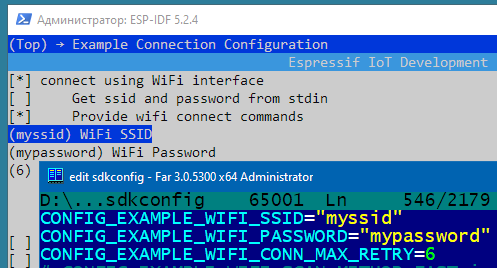 Администратор: ESP-IDF 5.2.4
(Top) → Example Connection Configuration
Espressif IoT Development
[*] connect using WiFi interface
[ ]     Get ssid and password from stdin
[*]     Provide wifi connect commands
(myssid) WiFi SSID
(mypassword) WiFi Password
(6)
edit sdkconfig - Far 3.0.5300 x64 Administrator
D:\...sdkconfig    65001  Ln    546/2179
CONFIG_EXAMPLE_WIFI_SSID="myssid"
CONFIG_EXAMPLE_WIFI_PASSWORD="mypassword"
[ ]
CONFIG_EXAMPLE_WIFI_CONN_MAX_RETRY=6
[ ]